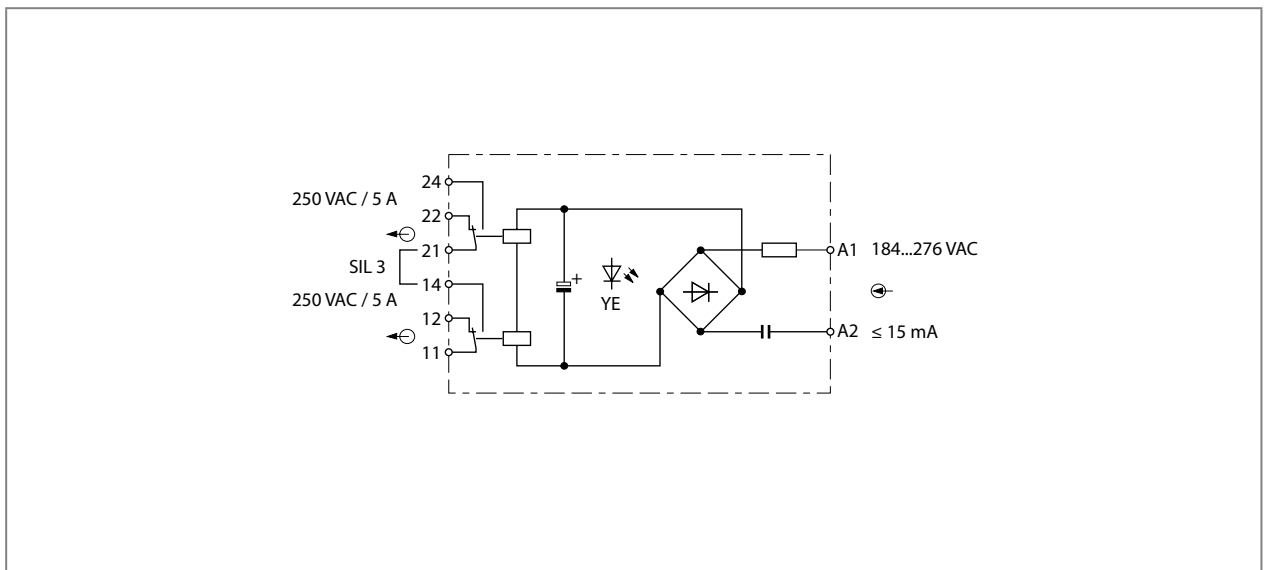 24
250 VAC / 5 A
22
21
SIL 3
14
250 VAC / 5 A
12
11
+
YE
A1 184...276 VAC
A2 ≤ 15 mA